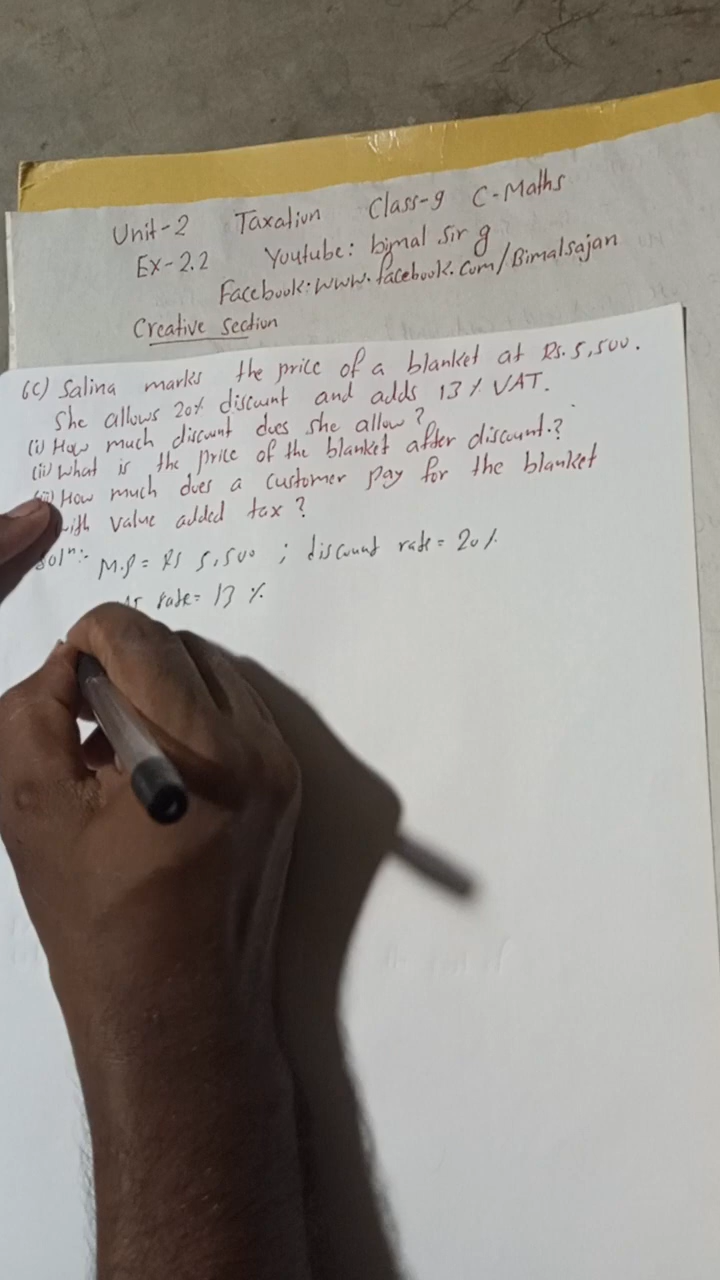 Unit-2 Taxation Class-9 C-Maths
Ex-2.2 Youtube: bimal sir g
Facebook: www.facebook.com/Bimalsajan
Creative section
6c) Salina marks the price of a blanket at Rs. 5,500.
She allows 20% discount and adds 13% VAT.
(i) How much discount does she allow?
(ii) What is the price of the blanket after discount.?
How much does a customer pay for the blanket
with value added tax?
Solⁿ:- M.P = RS 5,500 ; discount rate = 20%
rate = 13 %